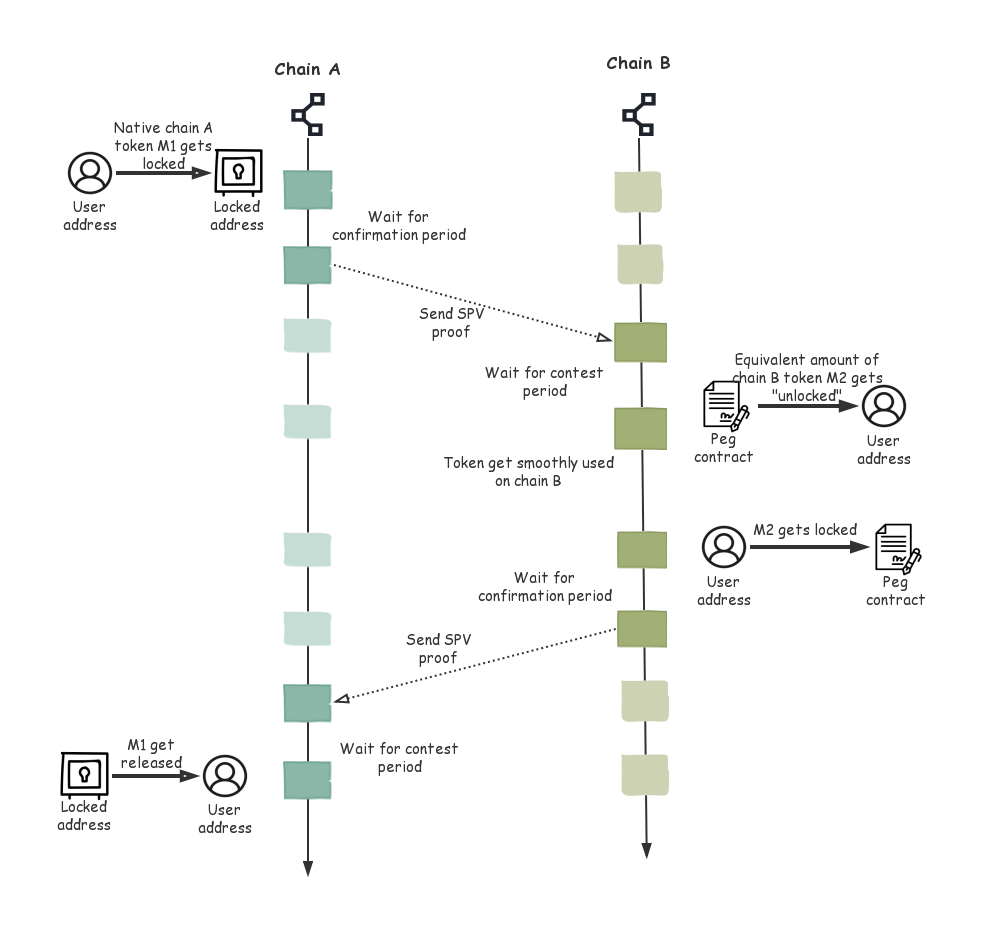 Chain A
Chain B
Native chain A
token M1 gets
locked
User
address
Locked
address
Wait for
confirmation period
Send SPV
proof
Wait for contest
period
Equivalent amount of
chain B token M2 gets
"unlocked"
Peg
contract
User
address
Token get smoothly used
on chain B
M2 gets locked
User
address
Peg
contract
Wait for
confirmation period
Send SPV
proof
M1 get
released
Locked
address
User
address
Wait for contest
period